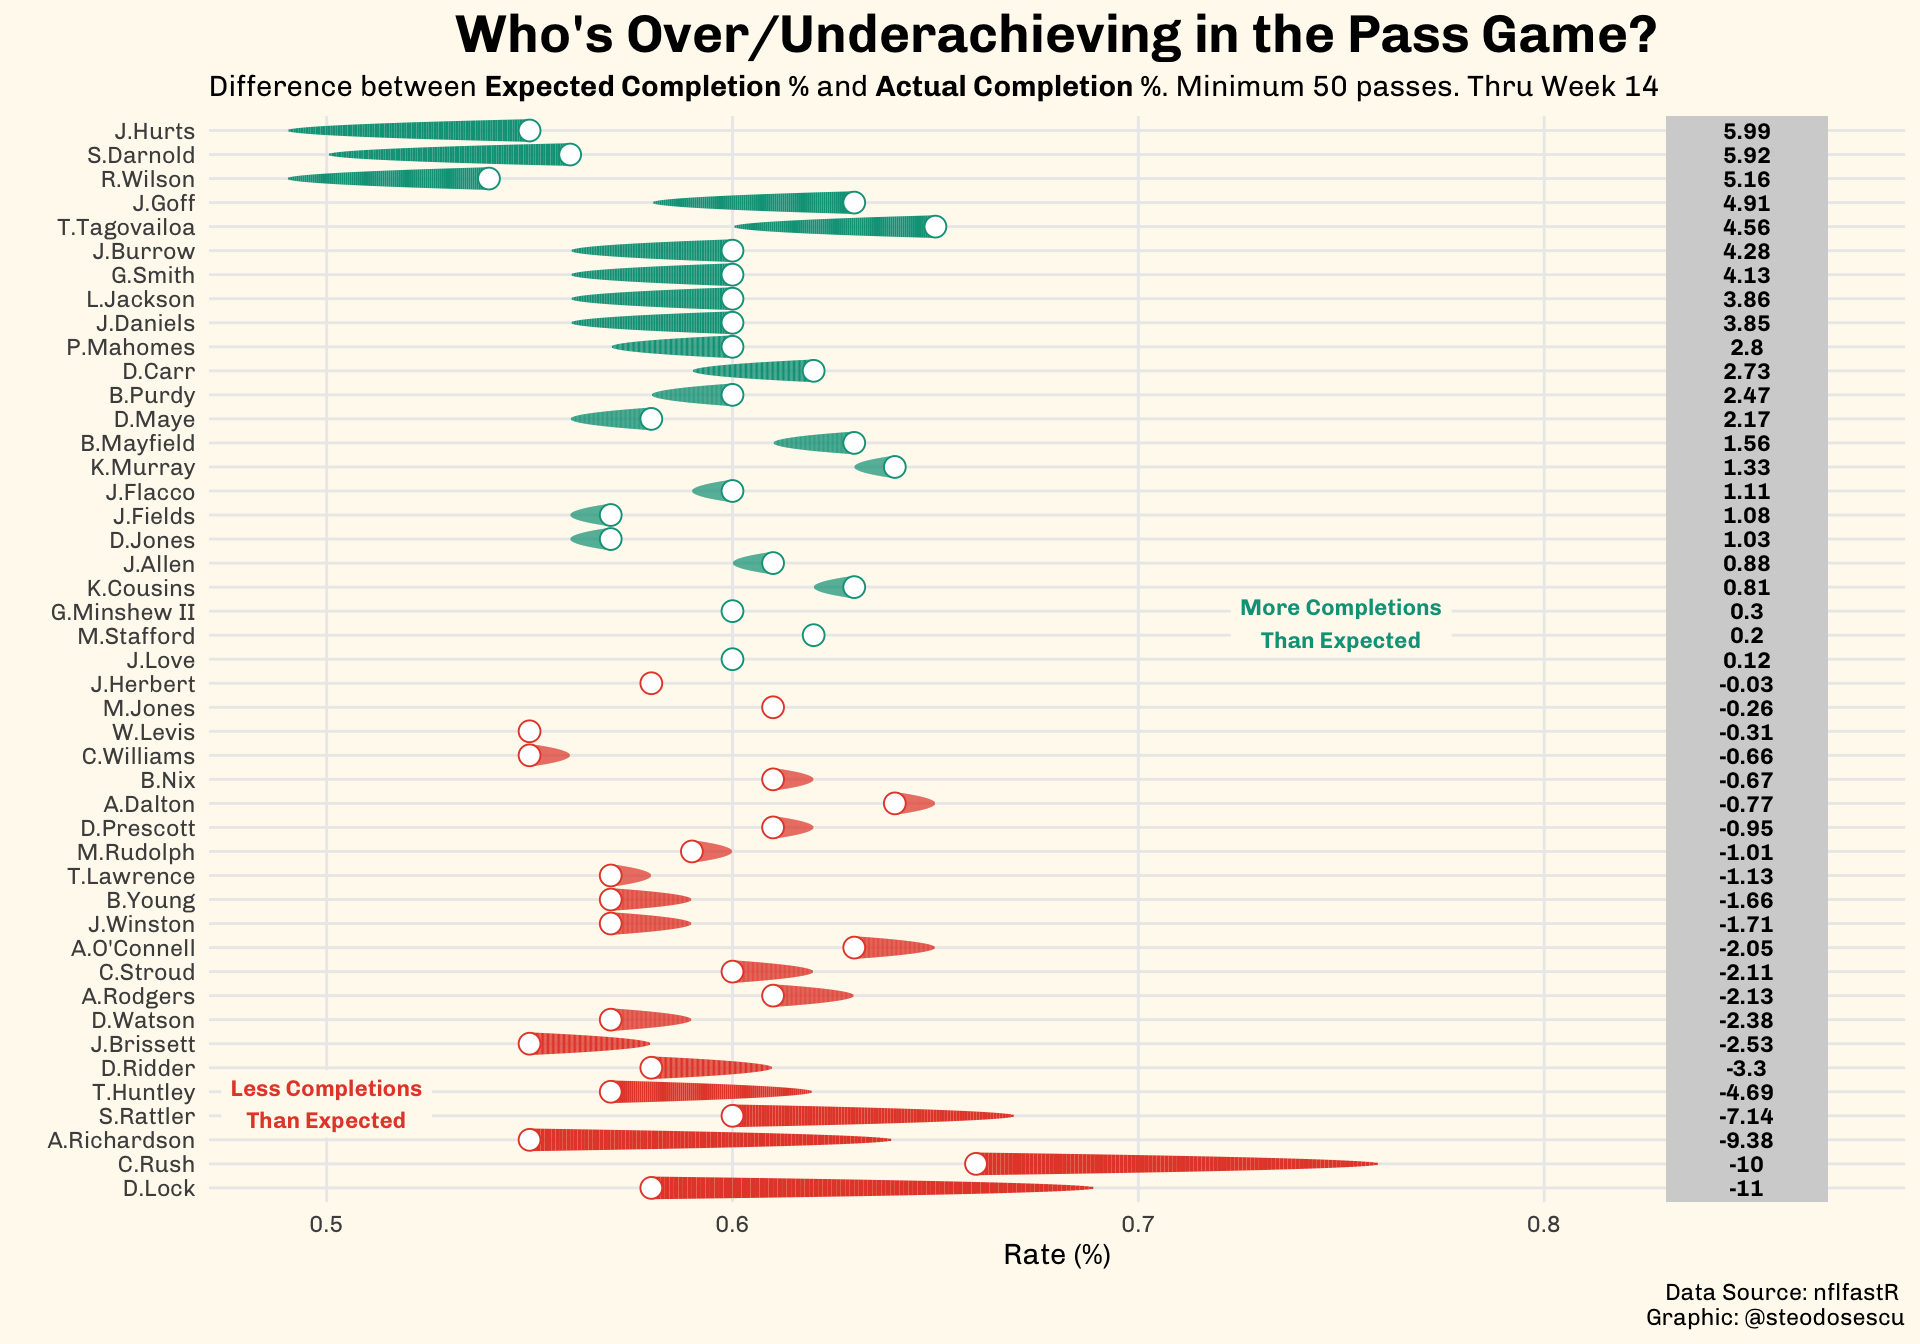 Who's Over/Underachieving in the Pass Game?
Difference between Expected Completion % and Actual Completion %. Minimum 50 passes. Thru Week 14
J.Hurts 5.99
S.Darnold 5.92
R.Wilson 5.16
J.Goff 4.91
T.Tagovailoa 4.56
J.Burrow 4.28
G.Smith 4.13
L.Jackson 3.86
J.Daniels 3.85
P.Mahomes 2.8
D.Carr 2.73
B.Purdy 2.47
D.Maye 2.17
B.Mayfield 1.56
K.Murray 1.33
J.Flacco 1.11
J.Fields 1.08
D.Jones 1.03
J.Allen 0.88
K.Cousins 0.81
G.Minshew II 0.3
M.Stafford 0.2
J.Love 0.12
More Completions
Than Expected
J.Herbert -0.03
M.Jones -0.26
W.Levis -0.31
C.Williams -0.66
B.Nix -0.67
A.Dalton -0.77
D.Prescott -0.95
M.Rudolph -1.01
T.Lawrence -1.13
B.Young -1.66
J.Winston -1.71
A.O'Connell -2.05
C.Stroud -2.11
A.Rodgers -2.13
D.Watson -2.38
J.Brissett -2.53
D.Ridder -3.3
T.Huntley -4.69
S.Rattler -7.14
A.Richardson -9.38
C.Rush -10
D.Lock -11
Less Completions
Than Expected
0.5 0.6 0.7 0.8
Rate (%)
Data Source: nflfastR
Graphic: @steodosescu